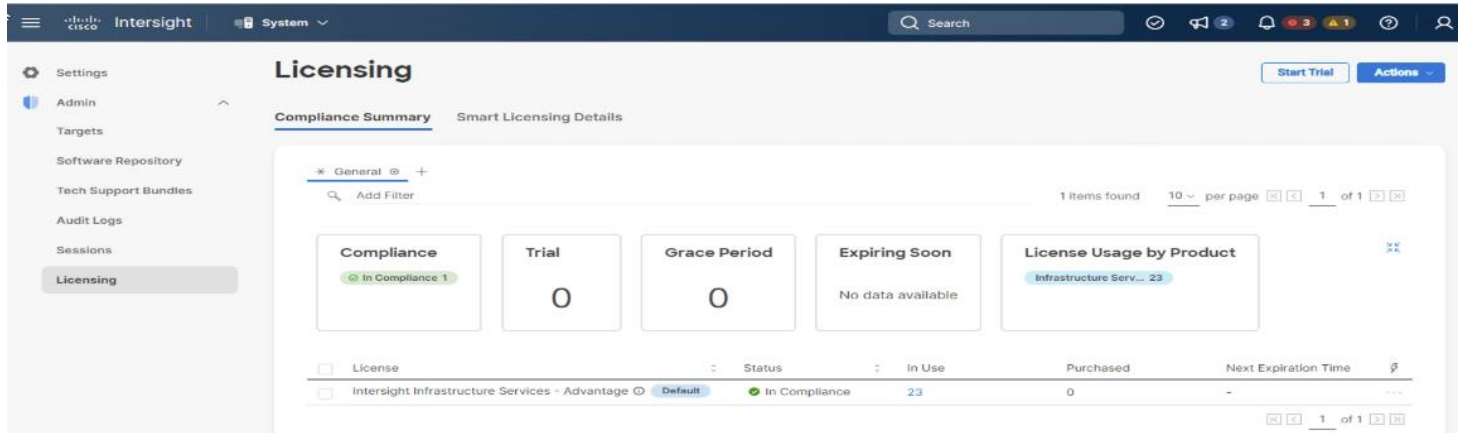 cisco Intersight System Search 2 3 1
Settings
Admin
Targets
Software Repository
Tech Support Bundles
Audit Logs
Sessions
Licensing
Licensing
Start Trial Actions
Compliance Summary Smart Licensing Details
General +
Add Filter 1 items found 10 per page 1 of 1
Compliance Trial Grace Period Expiring Soon License Usage by Product
In Compliance 1 0 0 No data available Infrastructure Serv... 23
License Status In Use Purchased Next Expiration Time
Intersight Infrastructure Services - Advantage Default In Compliance 23 0 -
1 of 1